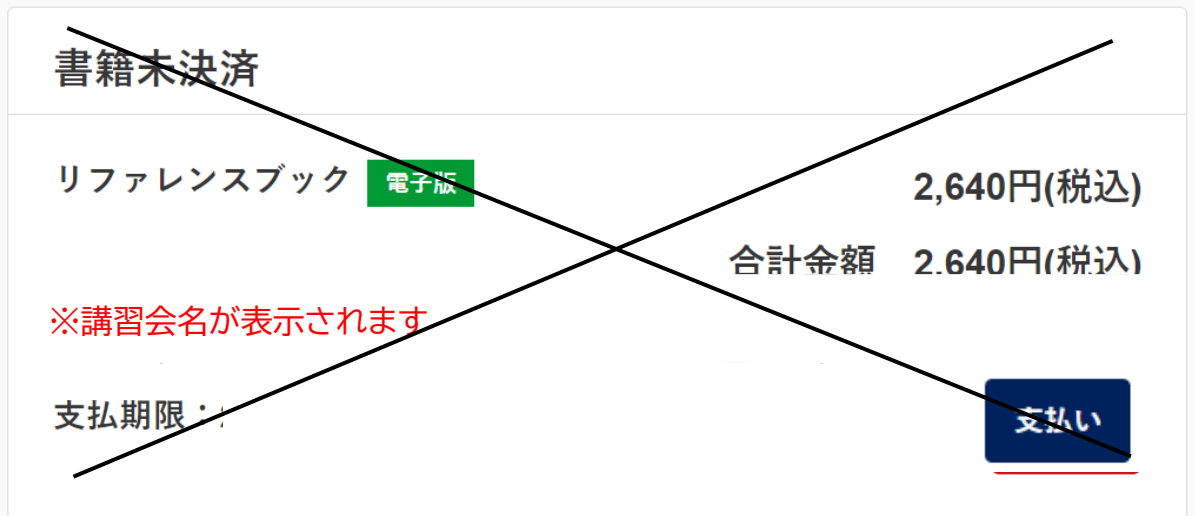 書籍未決済
リファレンスブック 電子版 2,640円(税込)
合計金額 2,640円(税込)
※講習会名が表示されます
支払期限：
支払い